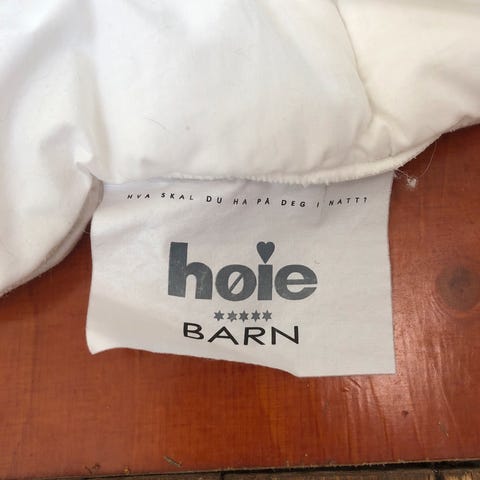 HVA SKAL DU HA PÅ DEG I NATT?
høie
BARN